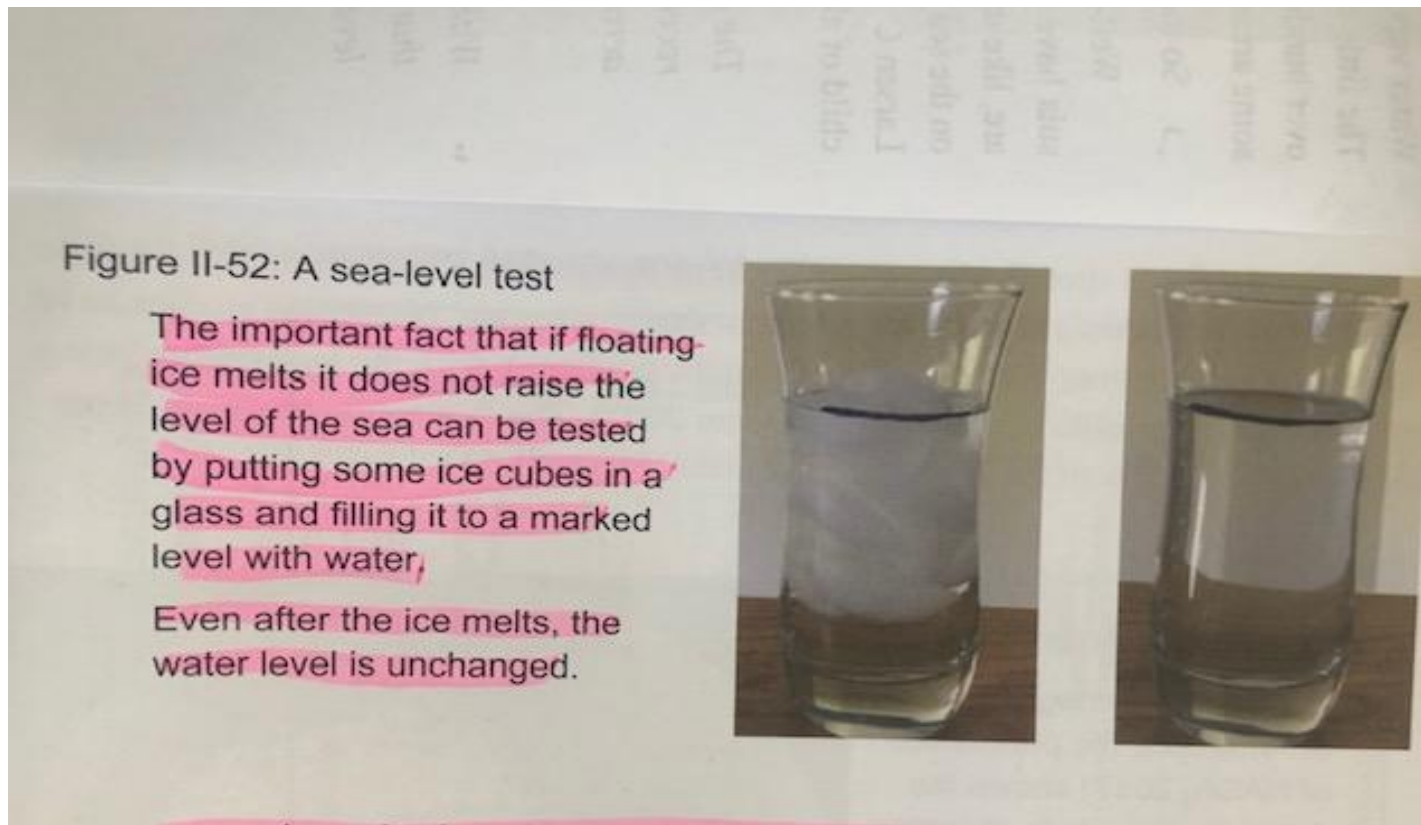 Figure II-52: A sea-level test
The important fact that if floating
ice melts it does not raise the
level of the sea can be tested
by putting some ice cubes in a
glass and filling it to a marked
level with water,
Even after the ice melts, the
water level is unchanged.